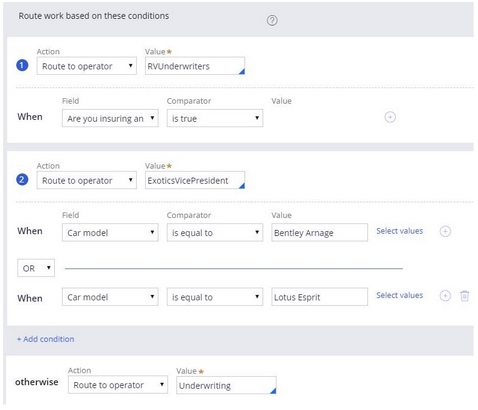 Route work based on these conditions ?
Action Value*
1 Route to operator RVUnderwriters
Field Comparator Value
When Are you insuring an is true
Action Value*
2 Route to operator ExoticsVicePresident
Field Comparator Value
When Car model is equal to Bentley Arnage Select values
OR
When Car model is equal to Lotus Esprit Select values
+ Add condition
Action Value*
otherwise Route to operator Underwriting